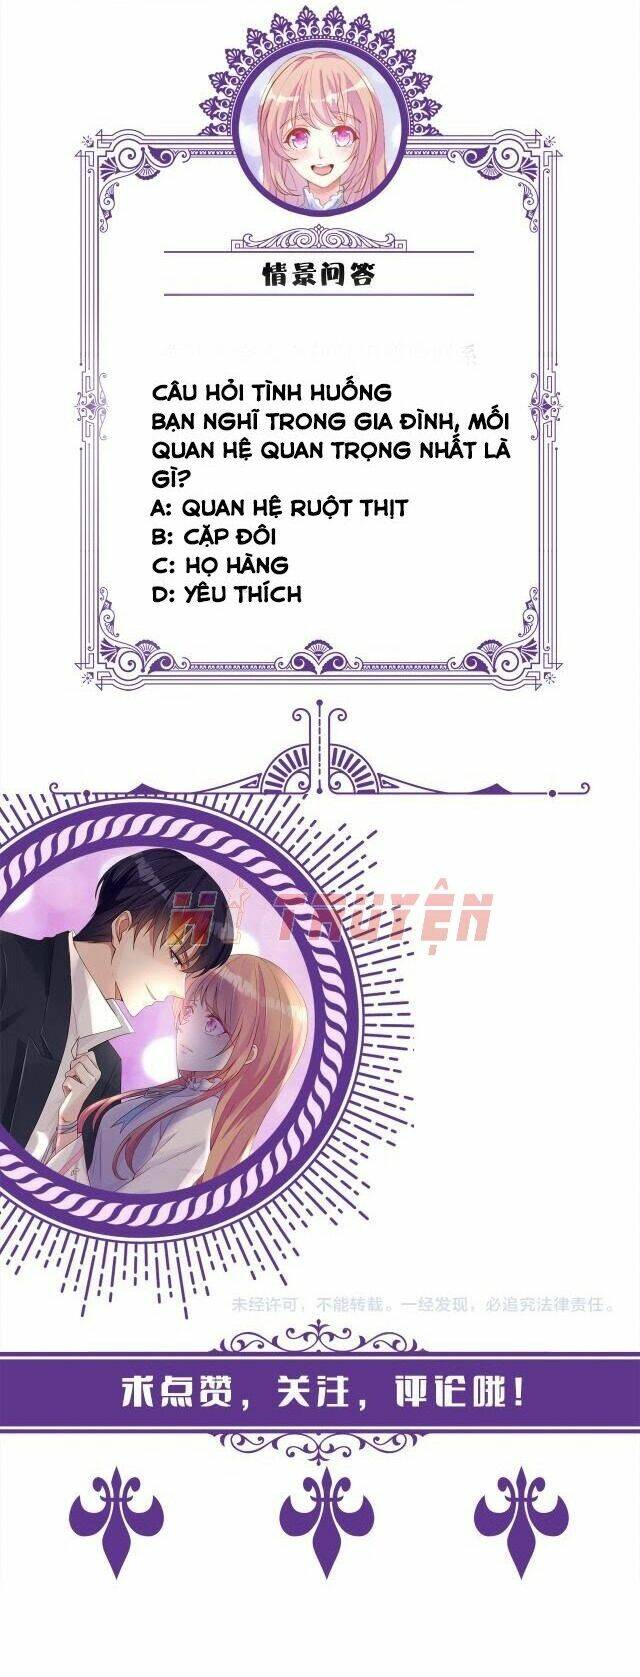 情景问答
系
CÂU HỎI TÌNH HUỐNG
BẠN NGHĨ TRONG GIA ĐÌNH, MỐI
QUAN HỆ QUAN TRỌNG NHẤT LÀ
GÌ?
A: QUAN HỆ RUỘT THỊT
B: CẶP ĐÔI
C: HỌ HÀNG
D: YÊU THÍCH
HI TRUYỆN
未经许可，不能转载。一经发现，必追究法律责任。
求点赞，关注，评论哦！